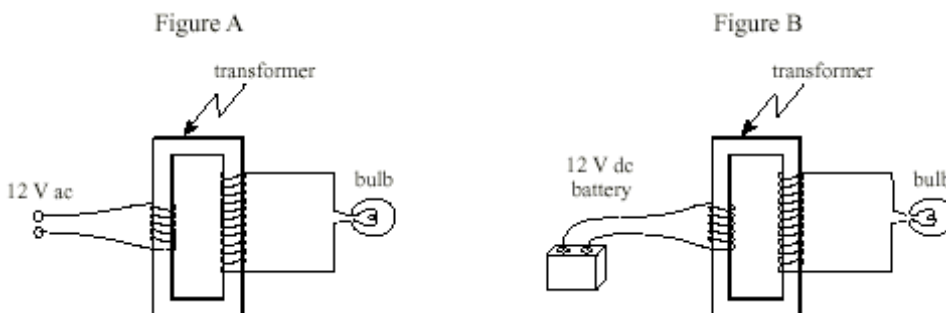 Figure A
transformer
12 V ac
bulb
Figure B
transformer
12 V dc
battery
bulb